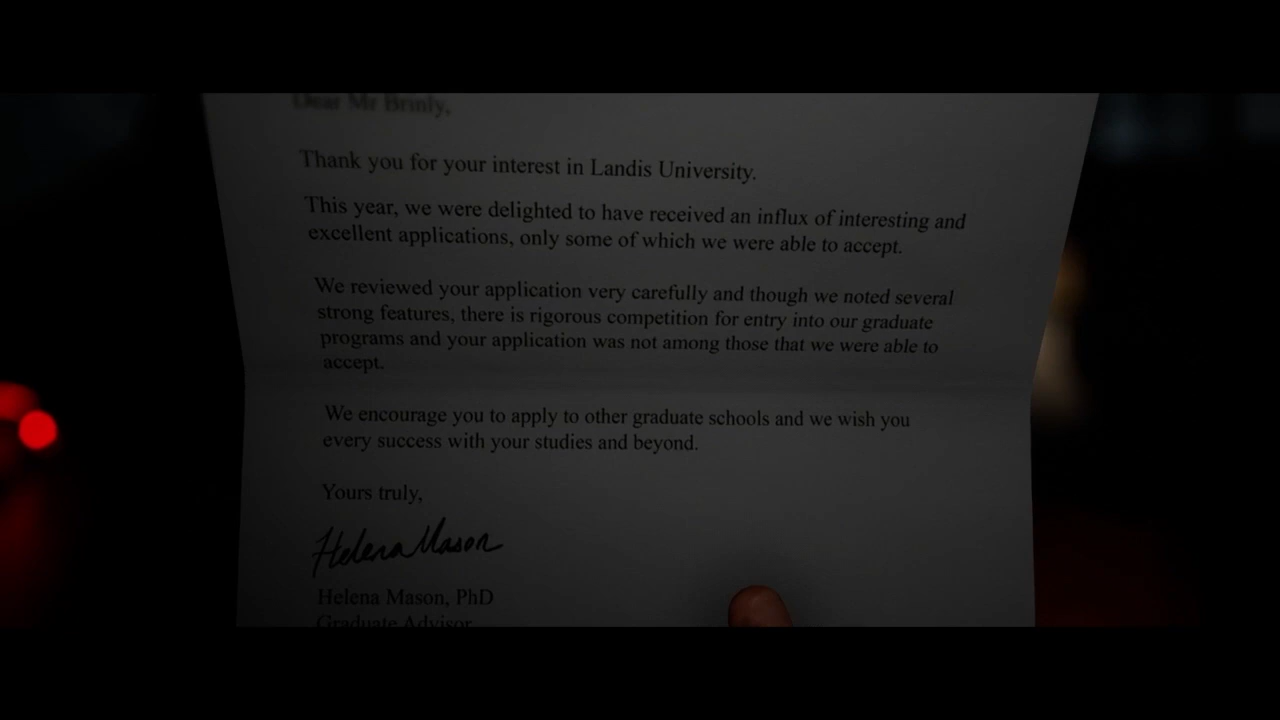 Dear Mr Brinly,
Thank you for your interest in Landis University.
This year, we were delighted to have received an influx of interesting and
excellent applications, only some of which we were able to accept.
We reviewed your application very carefully and though we noted several
strong features, there is rigorous competition for entry into our graduate
programs and your application was not among those that we were able to
accept.
We encourage you to apply to other graduate schools and we wish you
every success with your studies and beyond.
Yours truly,
Helena Mason
Helena Mason, PhD
Graduate Advisor